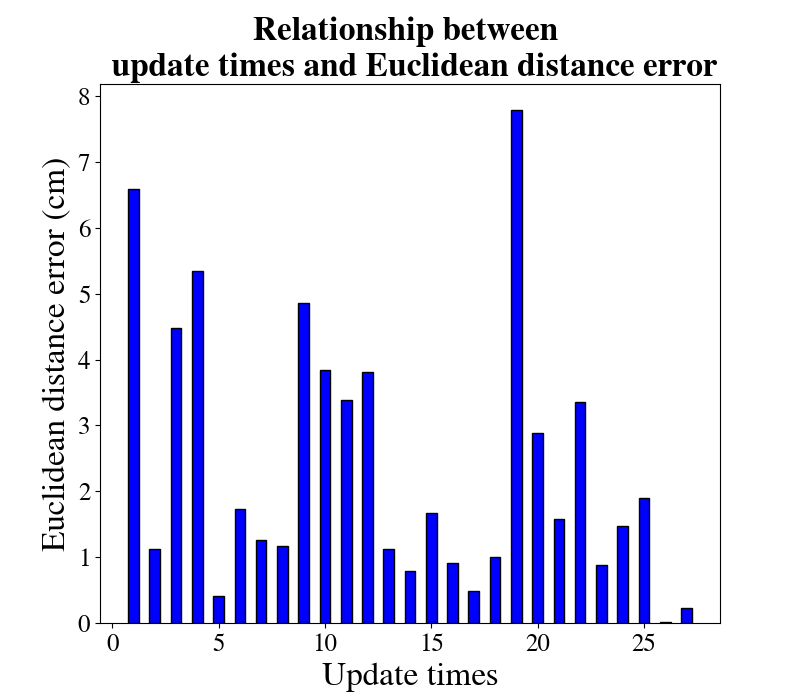 Relationship between
update times and Euclidean distance error
Euclidean distance error (cm)
8
7
6
5
4
3
2
1
0
0 5 10 15 20 25
Update times